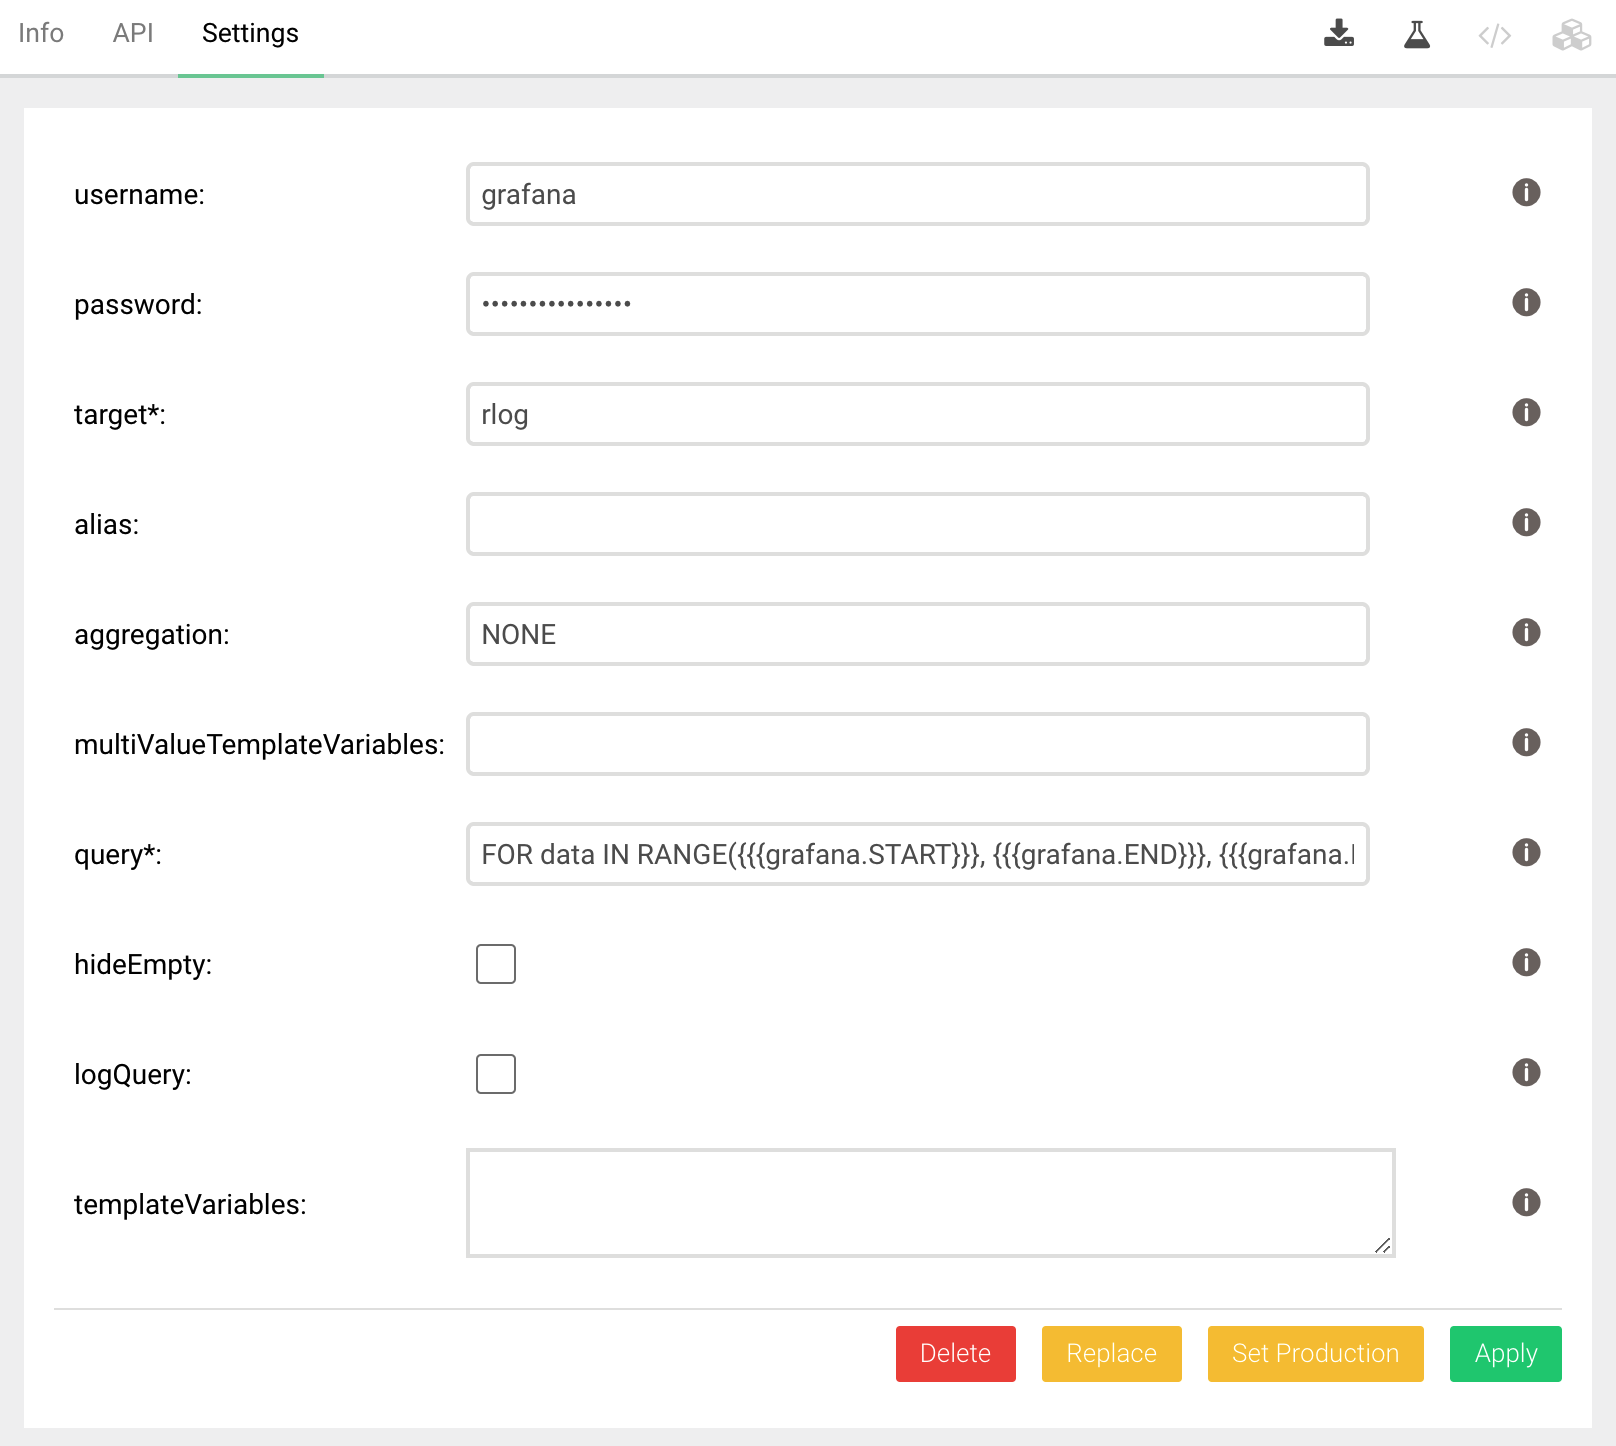 Info API Settings
username: grafana
password: ••••••••••••••••
target*: rlog
alias:
aggregation: NONE
multiValueTemplateVariables:
query*: FOR data IN RANGE({{{grafana.START}}}, {{{grafana.END}}}, {{{grafana.
hideEmpty:
logQuery:
templateVariables:
Delete Replace Set Production Apply